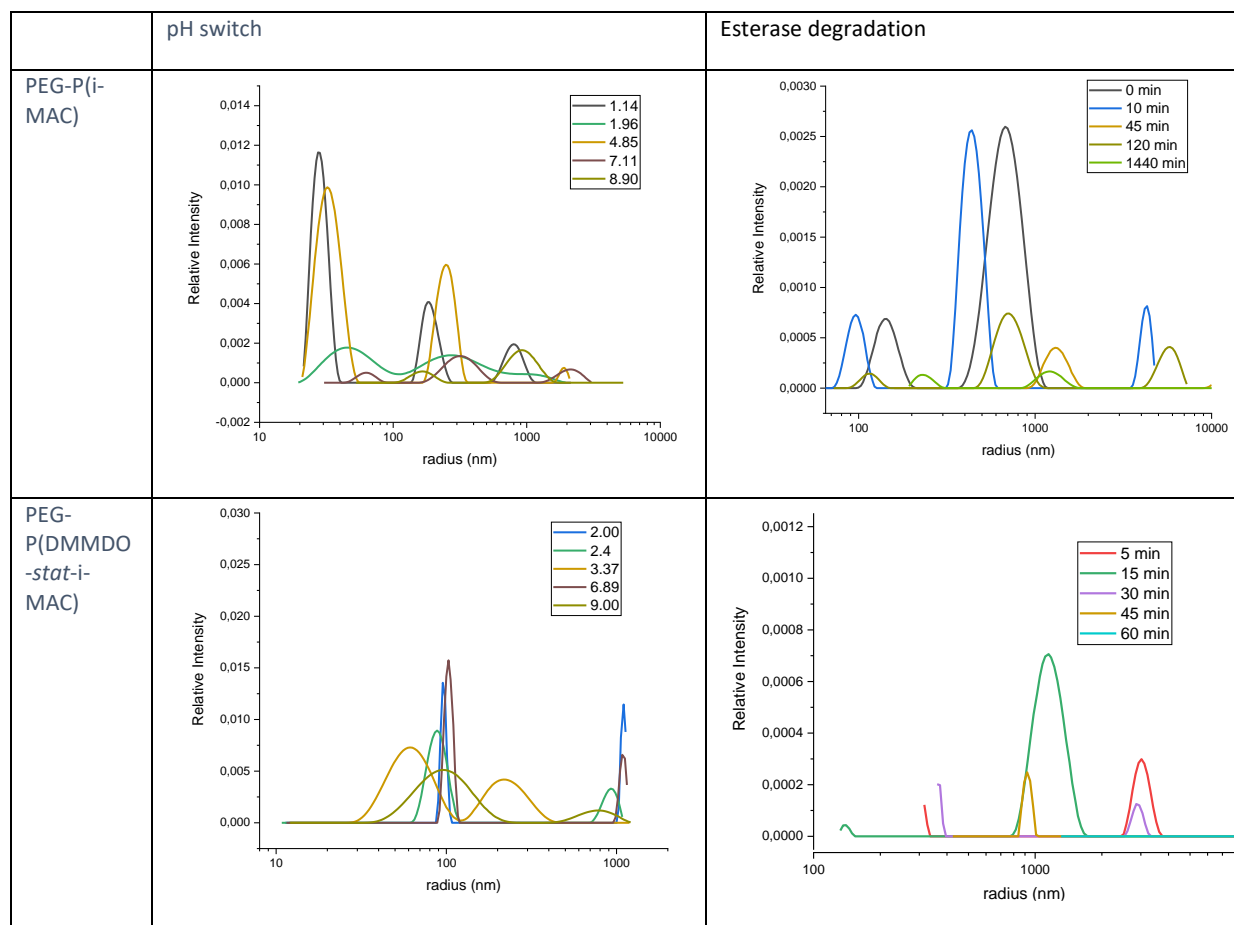 pH switch
Esterase degradation
PEG-P(i-
MAC)
0,014
0,012
0,010
0,008
0,006
0,004
0,002
0,000
-0,002
Relative Intensity
10
100
1000
10000
radius (nm)
1.14
1.96
4.85
7.11
8.90
0,0030
0,0025
0,0020
0,0015
0,0010
0,0005
0,0000
Relative Intensity
100
1000
10000
radius (nm)
0 min
10 min
45 min
120 min
1440 min
PEG-
P(DMMDO
-stat-i-
MAC)
0,030
0,025
0,020
0,015
0,010
0,005
0,000
Relative Intensity
10
100
1000
radius (nm)
2.00
2.4
3.37
6.89
9.00
0,0012
0,0010
0,0008
0,0006
0,0004
0,0002
0,0000
Relative Intensity
100
1000
radius (nm)
5 min
15 min
30 min
45 min
60 min